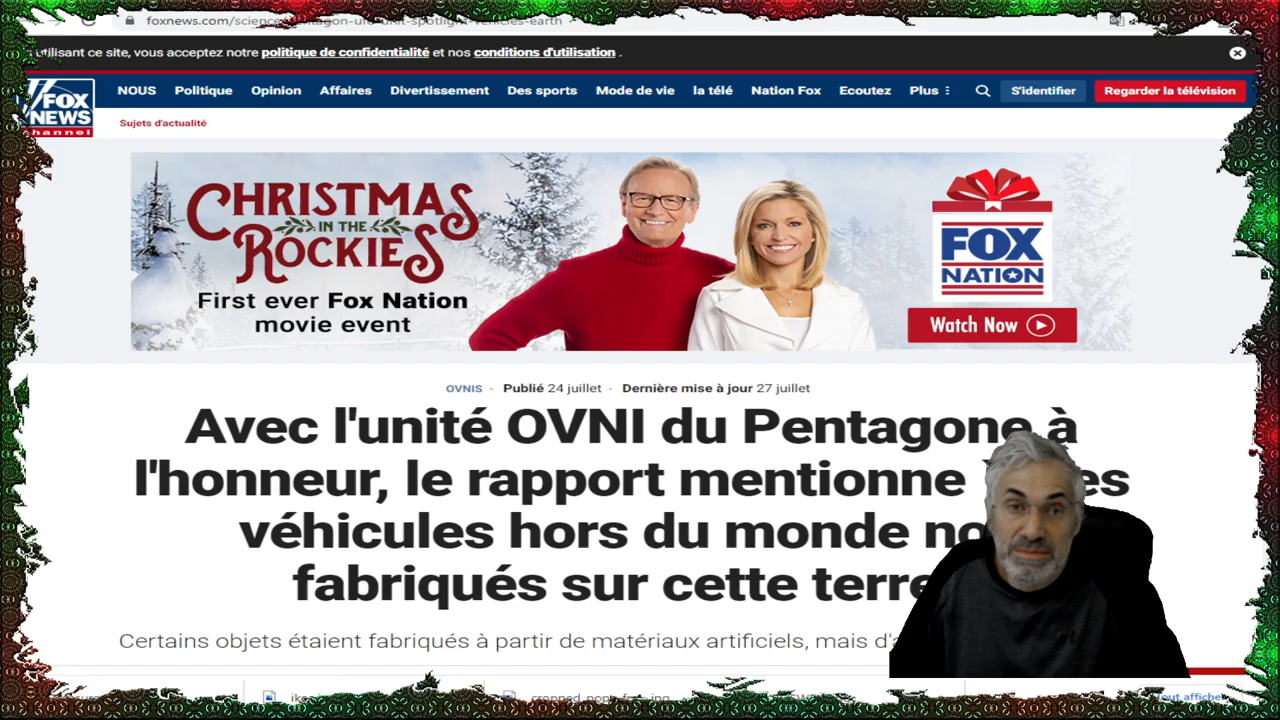 foxnews.com/science
utilisant ce site, vous acceptez notre politique de confidentialité et nos conditions d'utilisation .
FOX NEWS channel
NOUS Politique Opinion Affaires Divertissement Des sports Mode de vie la télé Nation Fox Ecoutez Plus S'identifier Regarder la télévision
Sujets d'actualité
CHRISTMAS
IN THE
ROCKIES
First ever Fox Nation
movie event
FOX
NATION
Watch Now
OVNIS - Publié 24 juillet · Dernière mise à jour 27 juillet
Avec l'unité OVNI du Pentagone à
l'honneur, le rapport mentionne
véhicules hors du monde
fabriqués sur cette terre
Certains objets étaient fabriqués à partir de matériaux artificiels, mais